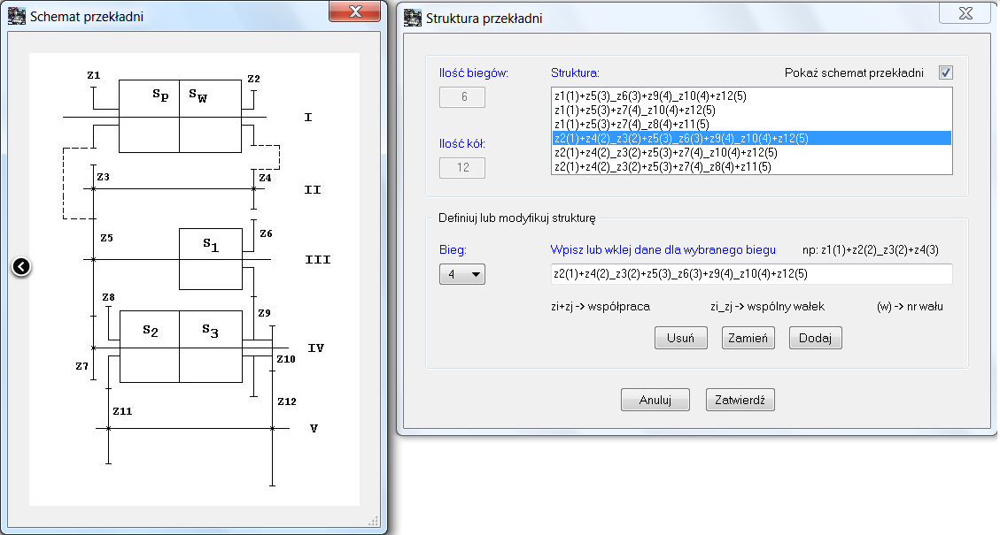 Schemat przekładni
Z1
Z2
Sp
Sw
I
Z3
Z4
II
Z5
Z6
S1
III
Z8
Z9
S2
S3
IV
Z7
Z10
Z11
Z12
V
Struktura przekładni
Ilość biegów:
Struktura:
Pokaż schemat przekładni
6
z1(1)+z5(3)_z6(3)+z9(4)_z10(4)+z12(5)
z1(1)+z5(3)+z7(4)_z10(4)+z12(5)
z1(1)+z5(3)+z7(4)_z8(4)+z11(5)
z2(1)+z4(2)_z3(2)+z5(3)_z6(3)+z9(4)_z10(4)+z12(5)
z2(1)+z4(2)_z3(2)+z5(3)+z7(4)_z10(4)+z12(5)
z2(1)+z4(2)_z3(2)+z5(3)+z7(4)_z8(4)+z11(5)
Ilość kół:
12
Definiuj lub modyfikuj strukturę
Bieg:
Wpisz lub wklej dane dla wybranego biegu
np: z1(1)+z2(2)_z3(2)+z4(3)
4
z2(1)+z4(2)_z3(2)+z5(3)_z6(3)+z9(4)_z10(4)+z12(5)
zi+zj -> współpraca
zi_zj -> wspólny wałek
(w) -> nr wału
Usuń
Zamień
Dodaj
Anuluj
Zatwierdź